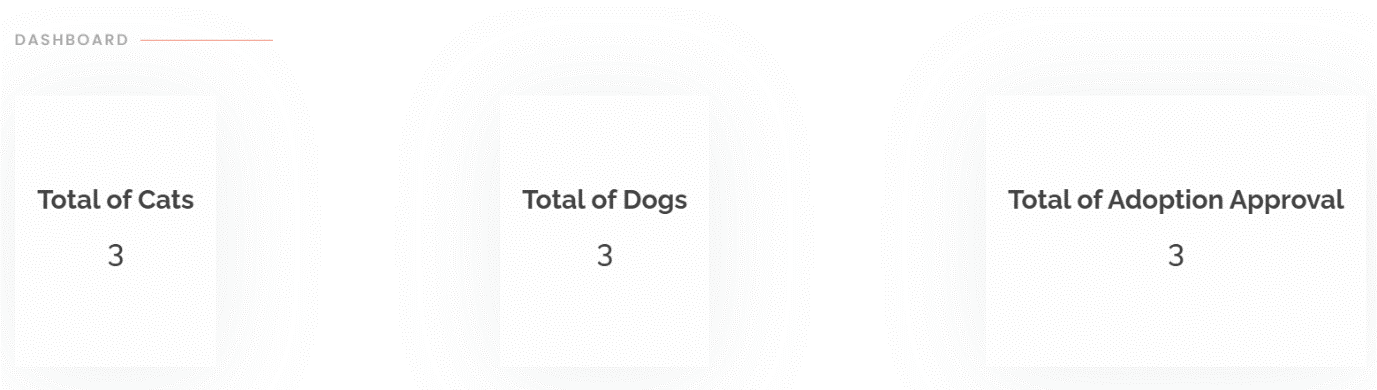 DASHBOARD
Total of Cats
3
Total of Dogs
3
Total of Adoption Approval
3